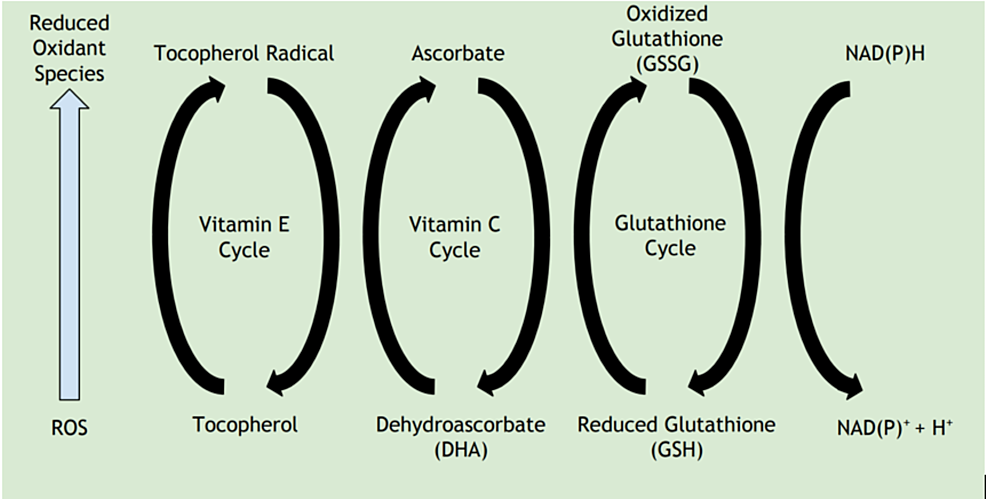 Reduced
Oxidant
Species
Tocopherol Radical
Ascorbate
Oxidized
Glutathione
(GSSG)
NAD(P)H
Vitamin E
Cycle
Vitamin C
Cycle
Glutathione
Cycle
ROS
Tocopherol
Dehydroascorbate
(DHA)
Reduced Glutathione
(GSH)
NAD(P)⁺ + H⁺